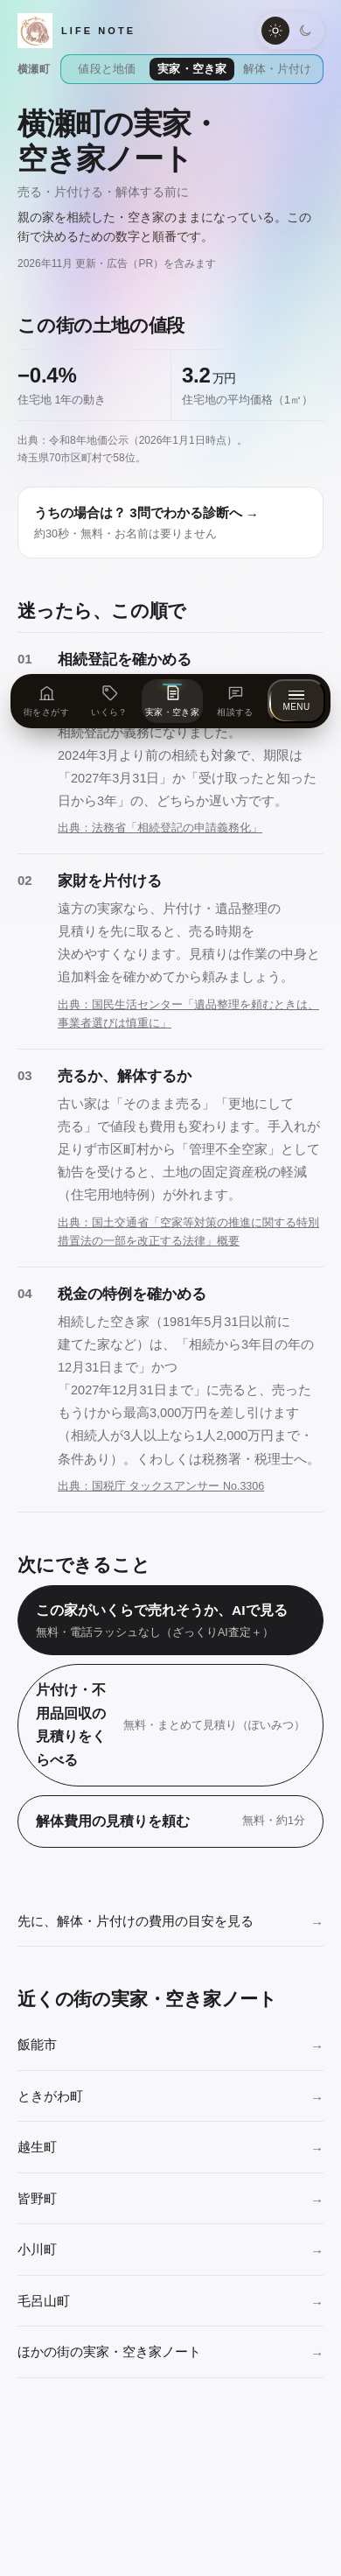 LIFE NOTE
横瀬町
値段と地価
実家・空き家
解体・片付け
横瀬町の実家・
空き家ノート
売る・片付ける・解体する前に
親の家を相続した・空き家のままになっている。この
街で決めるための数字と順番です。
2026年11月 更新・広告（PR）を含みます
この街の土地の値段
−0.4%
住宅地 1年の動き
3.2万円
住宅地の平均価格（1㎡）
出典：令和8年地価公示（2026年1月1日時点）。
埼玉県70市区町村で58位。
うちの場合は？ 3問でわかる診断へ →
約30秒・無料・お名前は要りません
迷ったら、この順で
01 相続登記を確かめる
相続登記が義務になりました。
2024年3月より前の相続も対象で、期限は
「2027年3月31日」か「受け取ったと知った
日から3年」の、どちらか遅い方です。
出典：法務省「相続登記の申請義務化」
街をさがす
いくら？
実家・空き家
相談する
MENU
02 家財を片付ける
遠方の実家なら、片付け・遺品整理の
見積りを先に取ると、売る時期を
決めやすくなります。見積りは作業の中身と
追加料金を確かめてから頼みましょう。
出典：国民生活センター「遺品整理を頼むときは、
事業者選びは慎重に」
03 売るか、解体するか
古い家は「そのまま売る」「更地にして
売る」で値段も費用も変わります。手入れが
足りず市区町村から「管理不全空家」として
勧告を受けると、土地の固定資産税の軽減
（住宅用地特例）が外れます。
出典：国土交通省「空家等対策の推進に関する特別
措置法の一部を改正する法律」概要
04 税金の特例を確かめる
相続した空き家（1981年5月31日以前に
建てた家など）は、「相続から3年目の年の
12月31日まで」かつ
「2027年12月31日まで」に売ると、売った
もうけから最高3,000万円を差し引けます
（相続人が3人以上なら1人2,000万円まで・
条件あり）。くわしくは税務署・税理士へ。
出典：国税庁 タックスアンサー No.3306
次にできること
この家がいくらで売れそうか、AIで見る
無料・電話ラッシュなし（ざっくりAI査定＋）
片付け・不
用品回収の
見積りをく
らべる
無料・まとめて見積り（ぽいみつ）
解体費用の見積りを頼む
無料・約1分
先に、解体・片付けの費用の目安を見る →
近くの街の実家・空き家ノート
飯能市 →
ときがわ町 →
越生町 →
皆野町 →
小川町 →
毛呂山町 →
ほかの街の実家・空き家ノート →